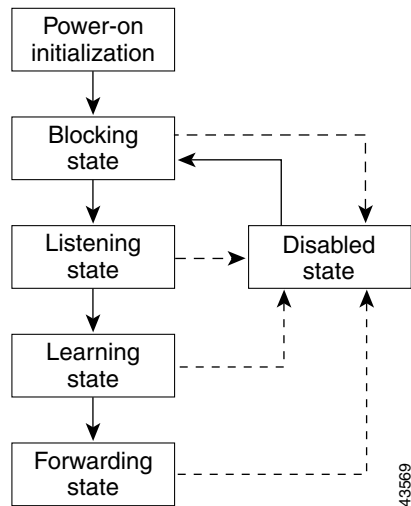 Power-on
initialization
Blocking
state
Listening
state
Disabled
state
Learning
state
Forwarding
state
43569